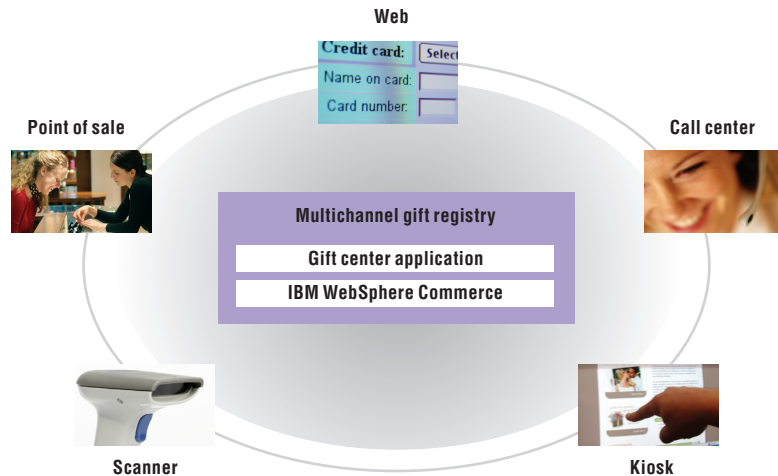 Web
Credit card:
Select
Name on card:
Card number:
Point of sale
Call center
Multichannel gift registry
Gift center application
IBM WebSphere Commerce
Scanner
Kiosk